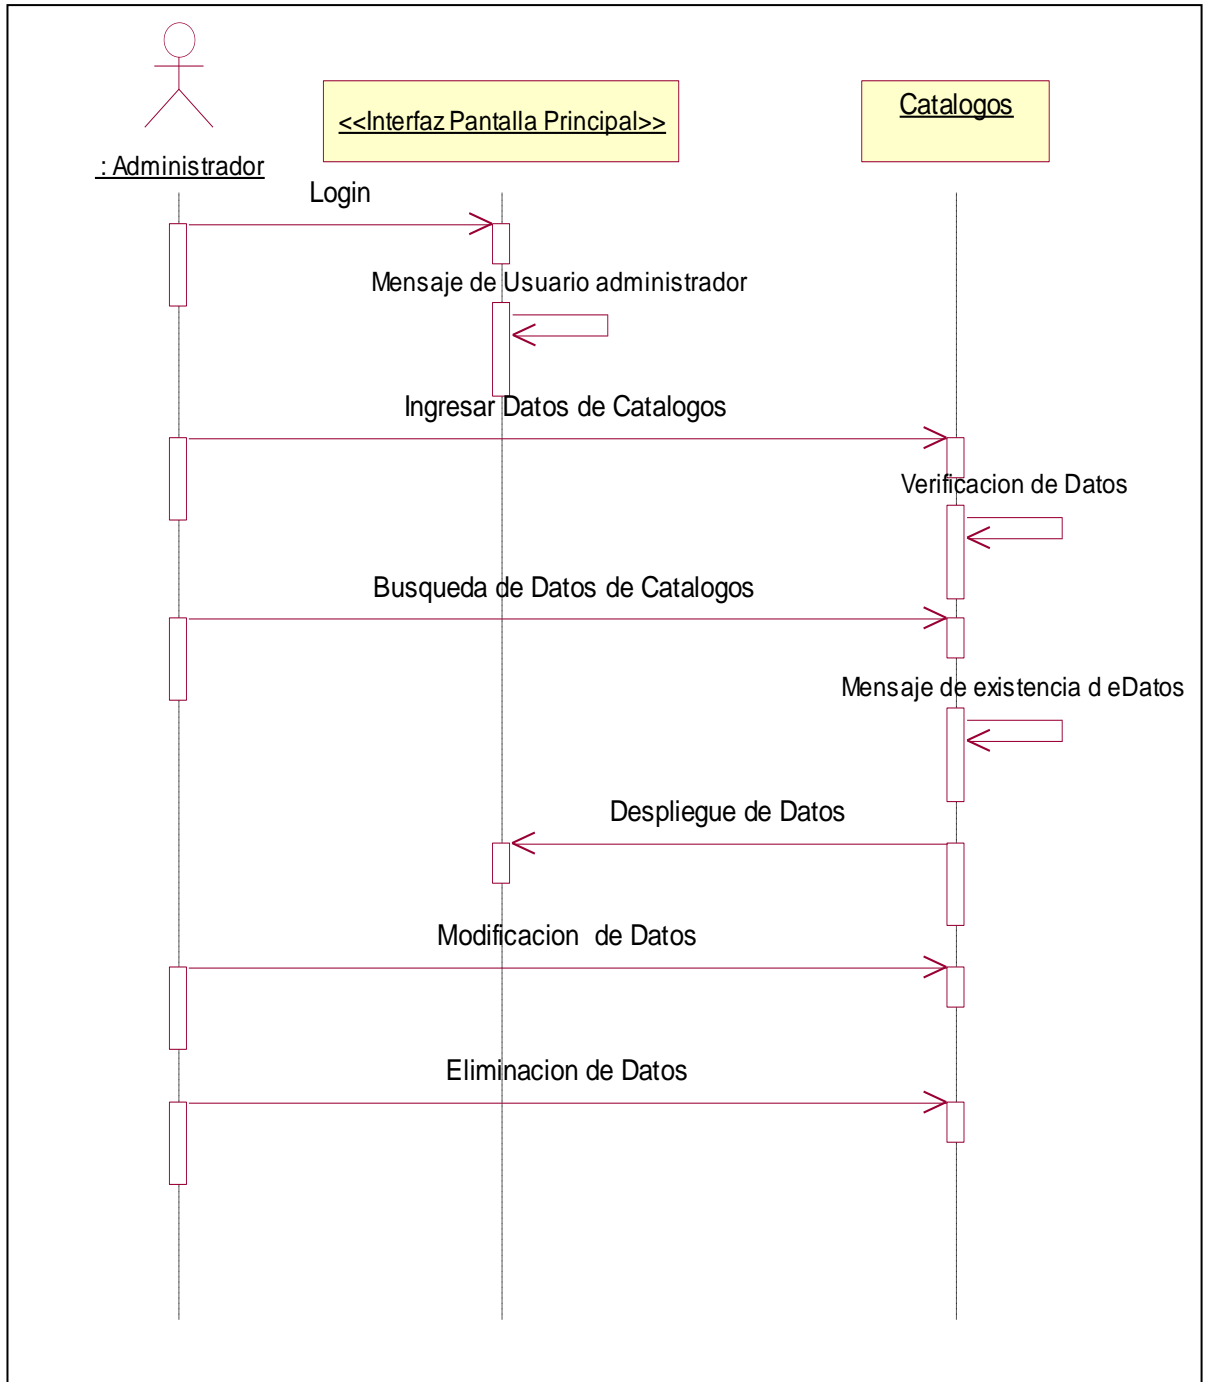 : Administrador
<<Interfaz Pantalla Principal>>
Catalogos
Login
Mensaje de Usuario administrador
Ingresar Datos de Catalogos
Verificacion de Datos
Busqueda de Datos de Catalogos
Mensaje de existencia d eDatos
Despliegue de Datos
Modificacion de Datos
Eliminacion de Datos